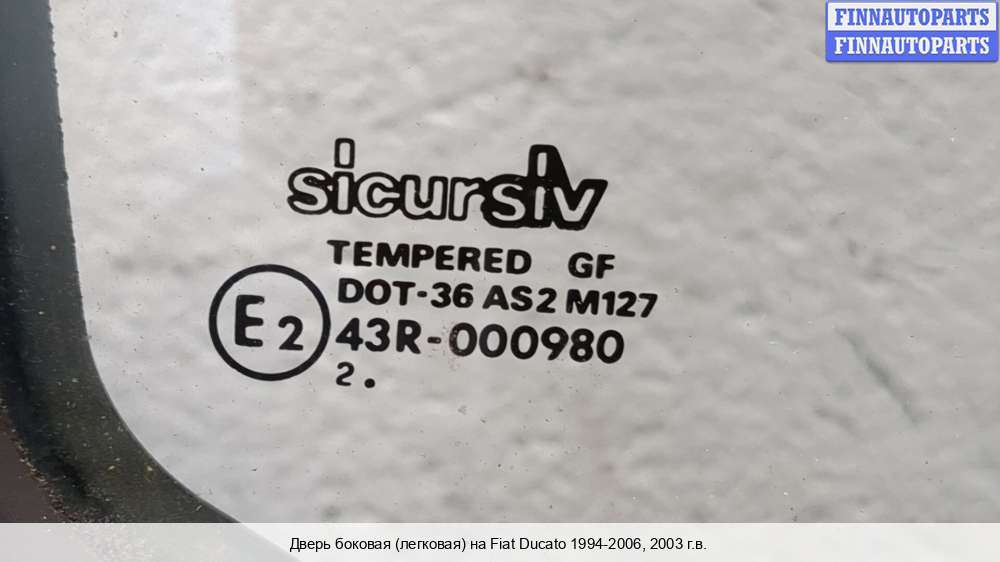 FINNAUTOPARTS
FINNAUTOPARTS
sicursiv
TEMPERED GF
DOT-36 AS2 M127
E2 43R-000980
2.
Дверь боковая (легковая) на Fiat Ducato 1994-2006, 2003 г.в.